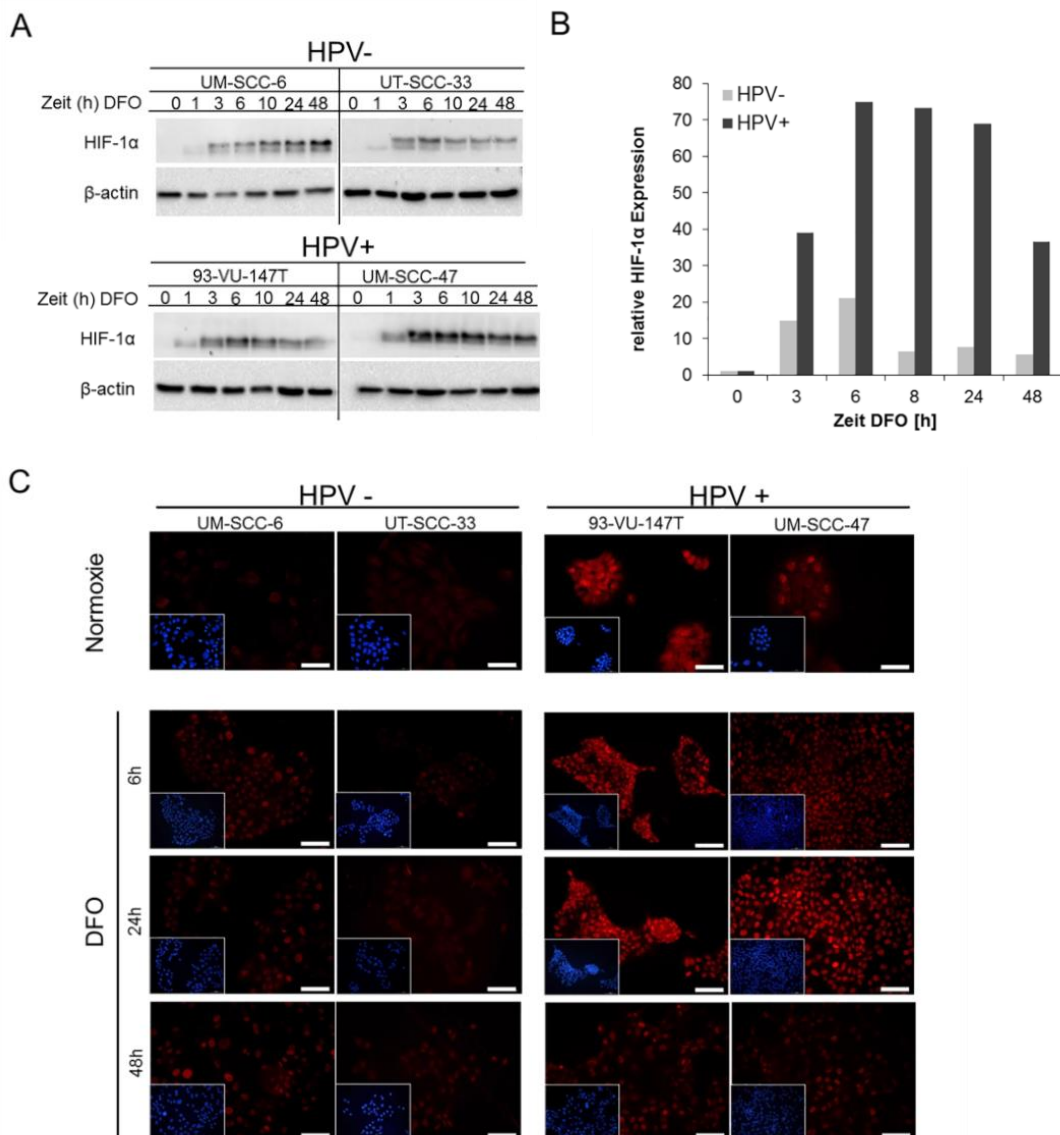 A
HPV-
UM-SCC-6 UT-SCC-33
Zeit (h) DFO 0 1 3 6 10 24 48 0 1 3 6 10 24 48
HIF-1α
β-actin
HPV+
93-VU-147T UM-SCC-47
Zeit (h) DFO 0 1 3 6 10 24 48 0 1 3 6 10 24 48
HIF-1α
β-actin
B
relative HIF-1α Expression
80
70
60
50
40
30
20
10
0
HPV-
HPV+
0 3 6 8 24 48
Zeit DFO [h]
C
HPV - HPV +
UM-SCC-6 UT-SCC-33 93-VU-147T UM-SCC-47
Normoxie
DFO
6h
24h
48h